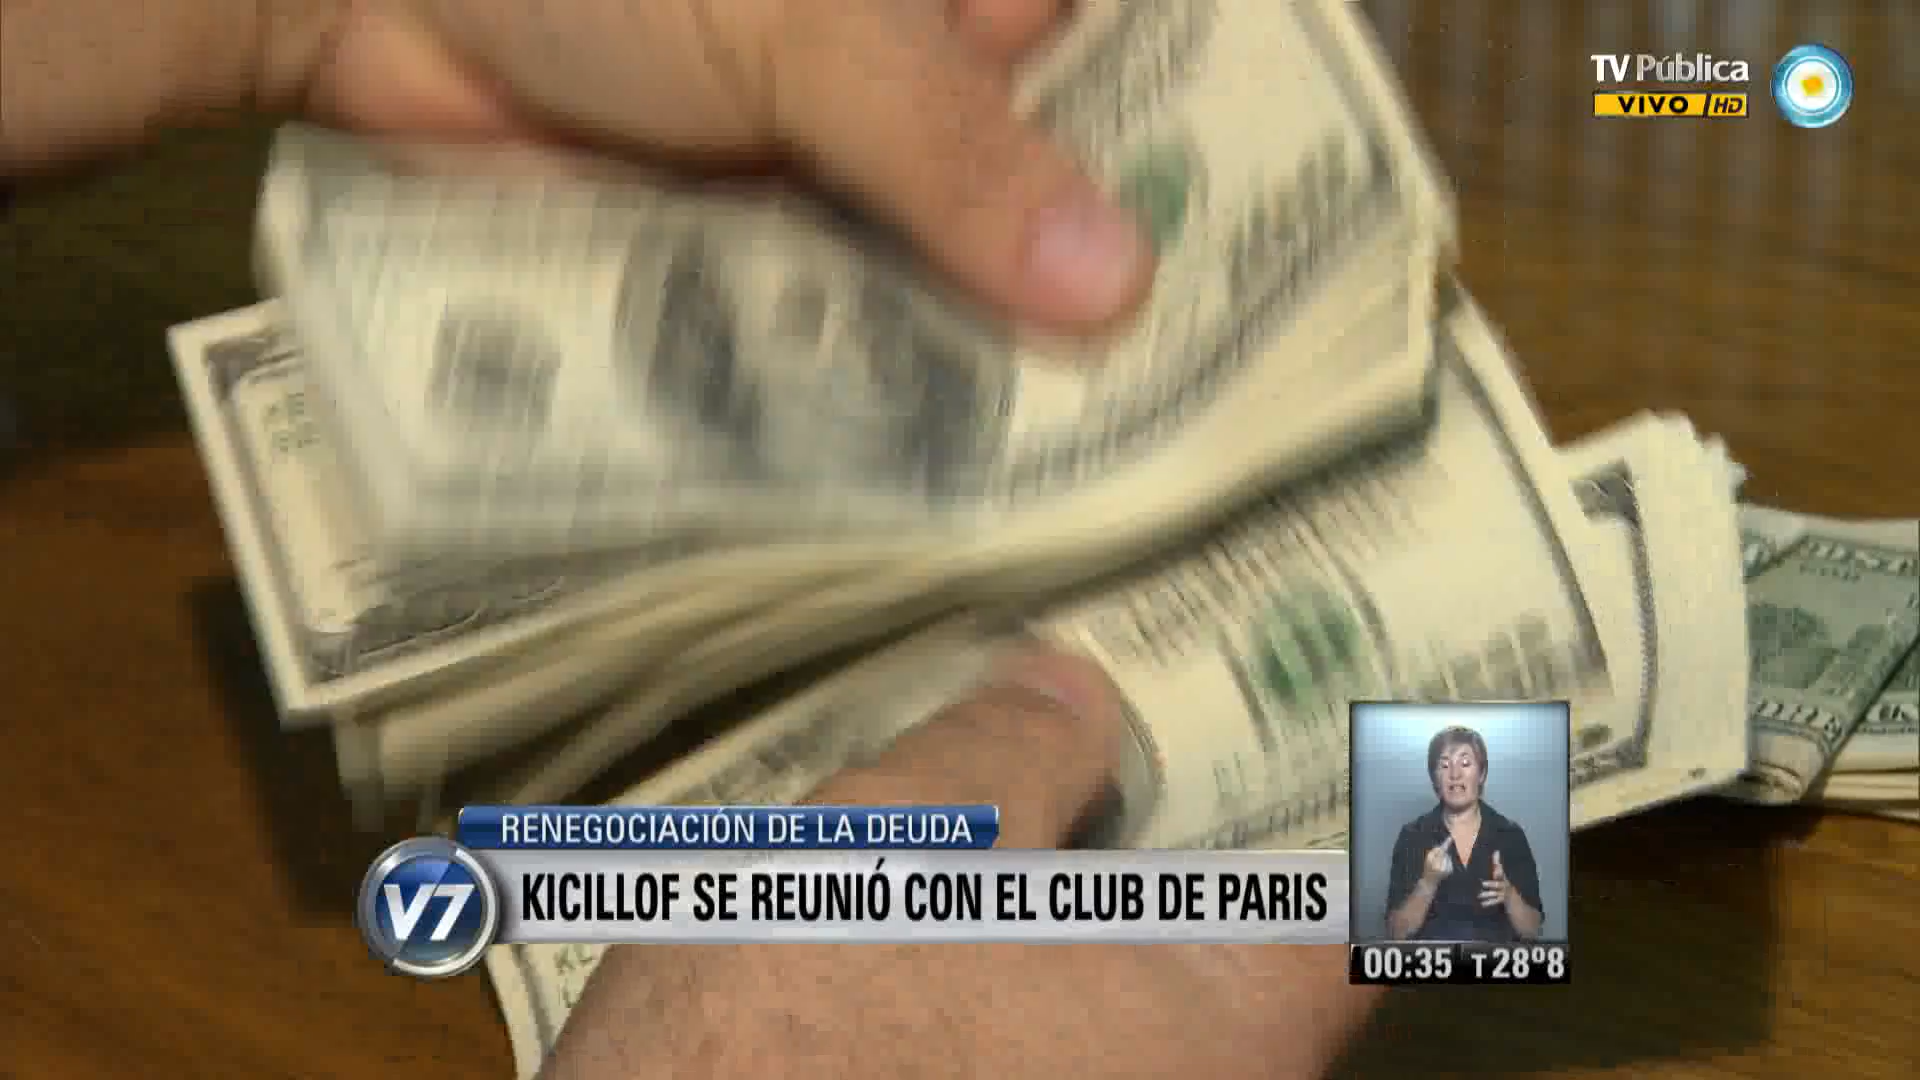 TV Pública
VIVO HD
RENEGOCIACIÓN DE LA DEUDA
V7
KICILLOF SE REUNIÓ CON EL CLUB DE PARIS
00:35 T 28º8